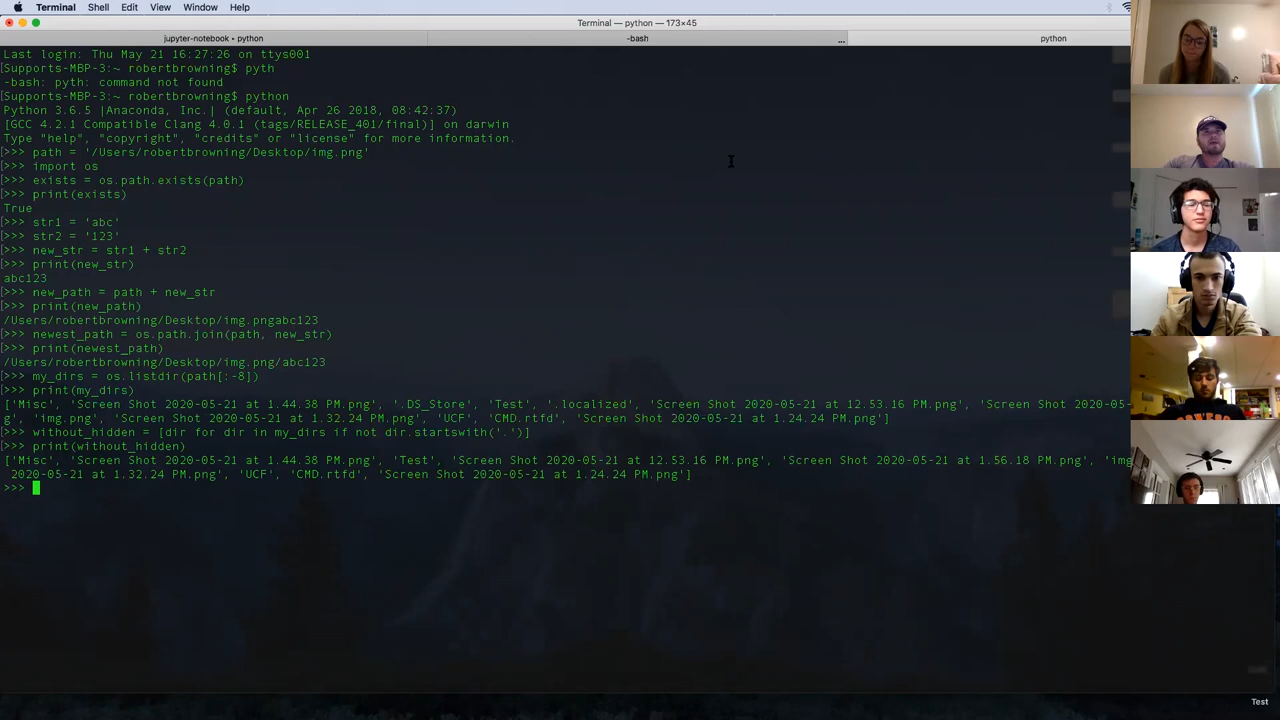 Terminal Shell Edit View Window Help
Terminal — python — 173×45
jupyter-notebook • python
-bash
...
python
Last login: Thu May 21 16:27:26 on ttys001
[Supports-MBP-3:~ robertbrowning$ pyth
-bash: pyth: command not found
[Supports-MBP-3:~ robertbrowning$ python
Python 3.6.5 |Anaconda, Inc.| (default, Apr 26 2018, 08:42:37)
[GCC 4.2.1 Compatible Clang 4.0.1 (tags/RELEASE_401/final)] on darwin
Type "help", "copyright", "credits" or "license" for more information.
[>>> path = '/Users/robertbrowning/Desktop/img.png'
[>>> import os
[>>> exists = os.path.exists(path)
[>>> print(exists)
True
[>>> str1 = 'abc'
[>>> str2 = '123'
[>>> new_str = str1 + str2
[>>> print(new_str)
abc123
[>>> new_path = path + new_str
[>>> print(new_path)
/Users/robertbrowning/Desktop/img.pngabc123
[>>> newest_path = os.path.join(path, new_str)
[>>> print(newest_path)
/Users/robertbrowning/Desktop/img.png/abc123
[>>> my_dirs = os.listdir(path[:-8])
[>>> print(my_dirs)
['Misc', 'Screen Shot 2020-05-21 at 1.44.38 PM.png', '.DS_Store', 'Test', '.localized', 'Screen Shot 2020-05-21 at 12.53.16 PM.png', 'Screen Shot 2020-05-21 at 1.56.18 PM.pn
g', 'img.png', 'Screen Shot 2020-05-21 at 1.32.24 PM.png', 'UCF', 'CMD.rtfd', 'Screen Shot 2020-05-21 at 1.24.24 PM.png']
[>>> without_hidden = [dir for dir in my_dirs if not dir.startswith('.')]
[>>> print(without_hidden)
['Misc', 'Screen Shot 2020-05-21 at 1.44.38 PM.png', 'Test', 'Screen Shot 2020-05-21 at 12.53.16 PM.png', 'Screen Shot 2020-05-21 at 1.56.18 PM.png', 'img
2020-05-21 at 1.32.24 PM.png', 'UCF', 'CMD.rtfd', 'Screen Shot 2020-05-21 at 1.24.24 PM.png']
>>>
Test